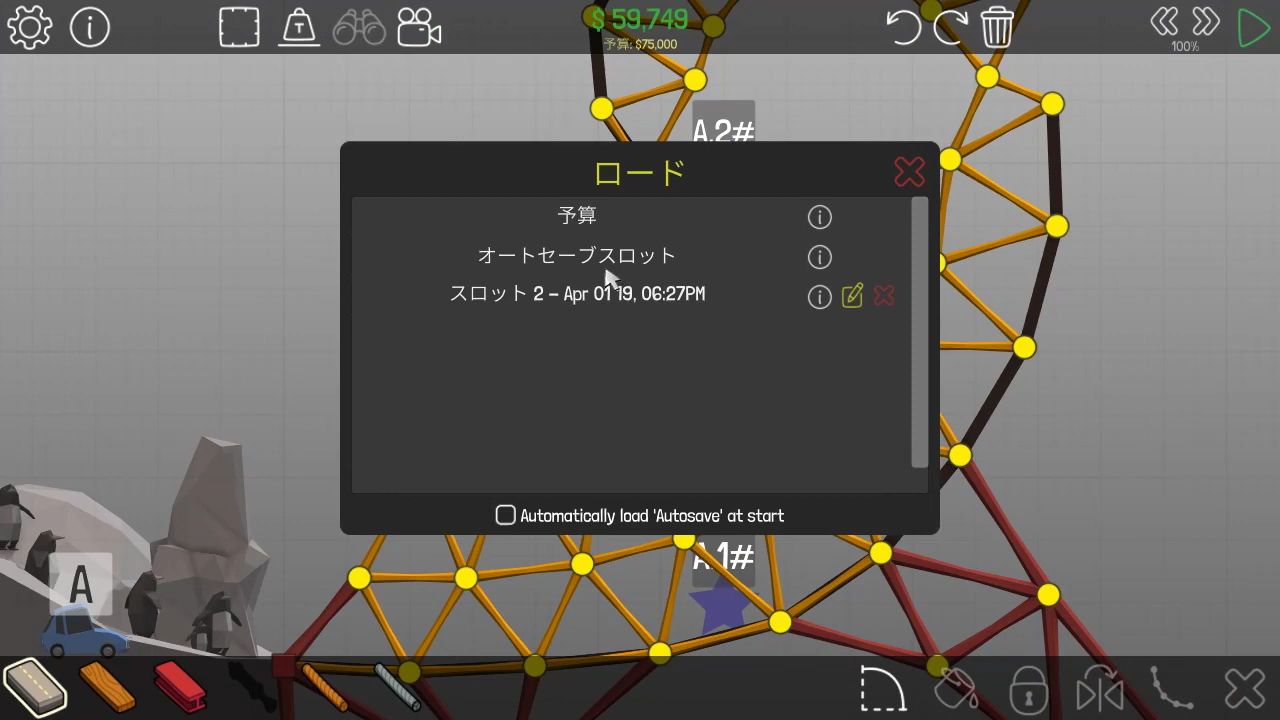 $ 59,749
予算: $75,000
100%
A 2#
ロード
予算
オートセーブスロット
スロット 2 – Apr 01 19, 06:27PM
Automatically load 'Autosave' at start
A 1#
A